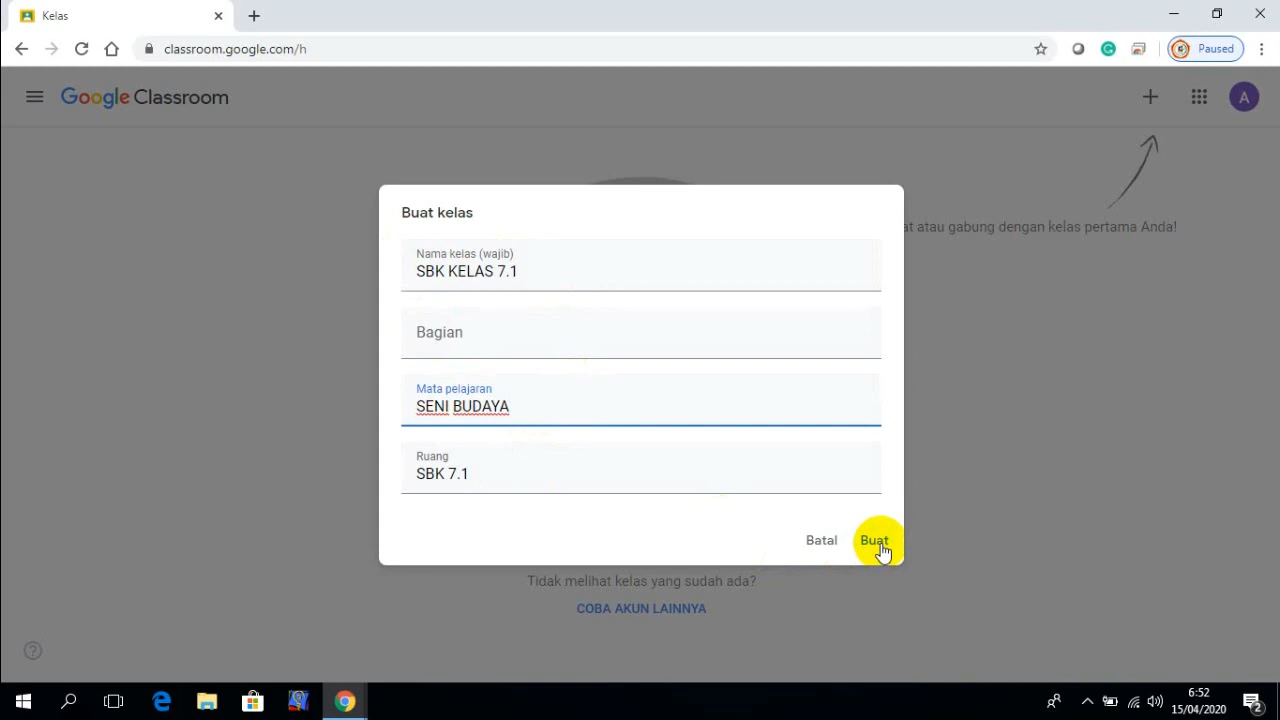 Kelas
classroom.google.com/h
Paused
Google Classroom
A
at atau gabung dengan kelas pertama Anda!
Buat kelas
Nama kelas (wajib)
SBK KELAS 7.1
Bagian
Mata pelajaran
SENI BUDAYA
Ruang
SBK 7.1
Batal
Buat
Tidak melihat kelas yang sudah ada?
COBA AKUN LAINNYA
6:52
15/04/2020
2